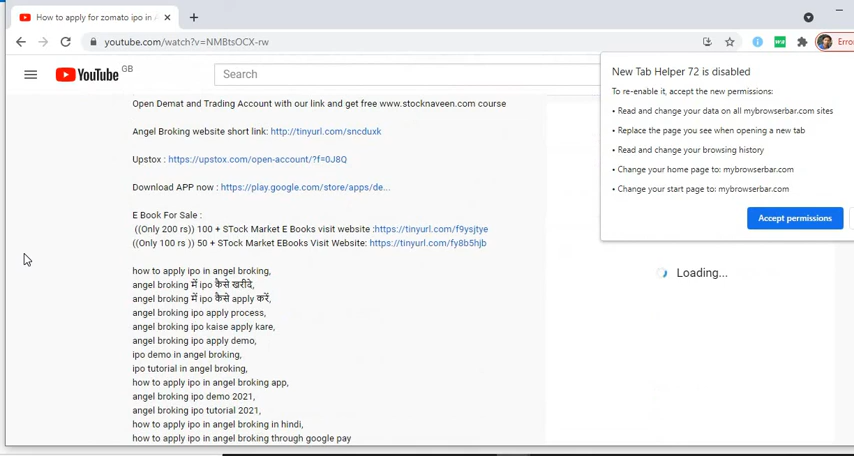 How to apply for zomato ipo in A
youtube.com/watch?v=NMBtsOCX-rw
Erro
YouTube GB
Search
New Tab Helper 72 is disabled
To re-enable it, accept the new permissions:
• Read and change your data on all mybrowserbar.com sites
• Replace the page you see when opening a new tab
• Read and change your browsing history
• Change your home page to: mybrowserbar.com
• Change your start page to: mybrowserbar.com
Accept permissions
Open Demat and Trading Account with our link and get free www.stocknaveen.com course
Angel Broking website short link: http://tinyurl.com/sncduxk
Upstox : https://upstox.com/open-account/?f=0J8Q
Download APP now : https://play.google.com/store/apps/de...
E Book For Sale :
((Only 200 rs)) 100 + STock Market E Books visit website :https://tinyurl.com/f9ysjtye
((Only 100 rs )) 50 + STock Market EBooks Visit Website: https://tinyurl.com/fy8b5hjb
Loading...
how to apply ipo in angel broking,
angel broking में ipo कैसे खरीदे,
angel broking में ipo कैसे apply करें,
angel broking ipo apply process,
angel broking ipo kaise apply kare,
angel broking ipo apply demo,
ipo demo in angel broking,
ipo tutorial in angel broking,
how to apply ipo in angel broking app,
angel broking ipo demo 2021,
angel broking ipo tutorial 2021,
how to apply ipo in angel broking in hindi,
how to apply ipo in angel broking through google pay